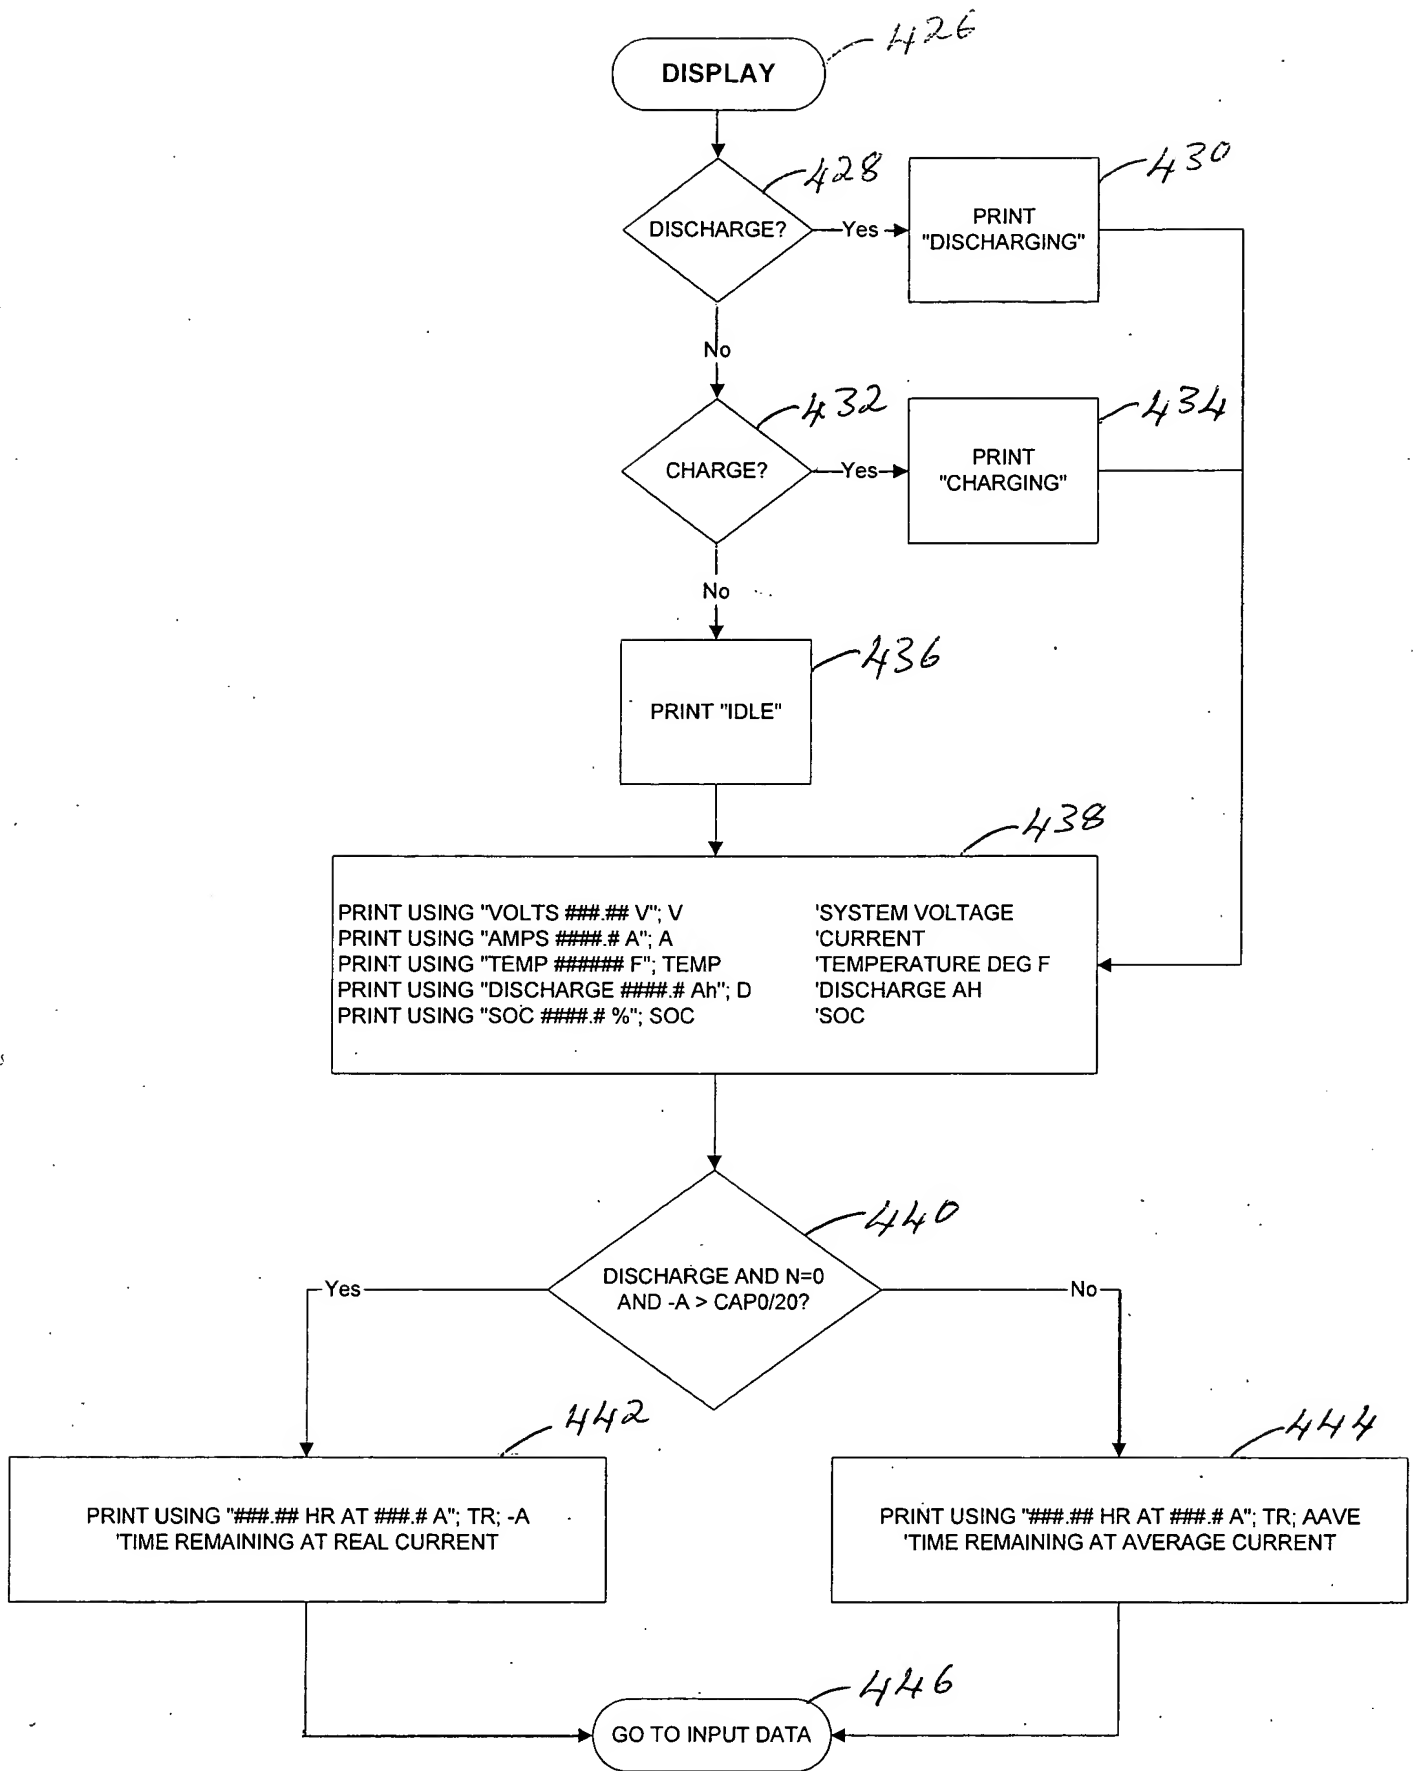 426
DISPLAY
428
430
DISCHARGE?
Yes
PRINT
"DISCHARGING"
No
432
434
CHARGE?
Yes
PRINT
"CHARGING"
No
436
PRINT "IDLE"
438
PRINT USING "VOLTS ###.## V"; V 'SYSTEM VOLTAGE
PRINT USING "AMPS ####.# A"; A 'CURRENT
PRINT USING "TEMP ###### F"; TEMP 'TEMPERATURE DEG F
PRINT USING "DISCHARGE ####.# Ah"; D 'DISCHARGE AH
PRINT USING "SOC ####.# %"; SOC 'SOC
440
DISCHARGE AND N=0
AND -A > CAP0/20?
Yes
No
442
444
PRINT USING "###.## HR AT ###.# A"; TR; -A
'TIME REMAINING AT REAL CURRENT
PRINT USING "###.## HR AT ###.# A"; TR; AAVE
'TIME REMAINING AT AVERAGE CURRENT
446
GO TO INPUT DATA